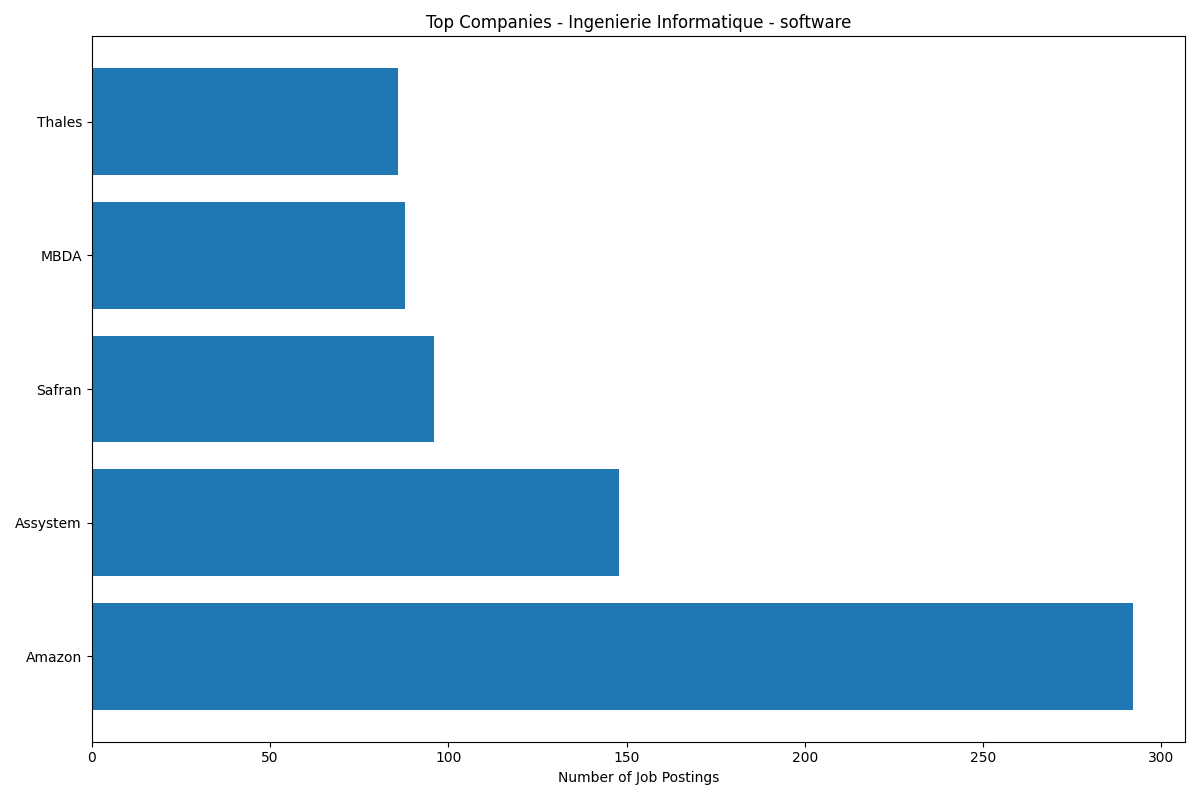 Top Companies - Ingenierie Informatique - software
Thales
MBDA
Safran
Assystem
Amazon
0 50 100 150 200 250 300
Number of Job Postings